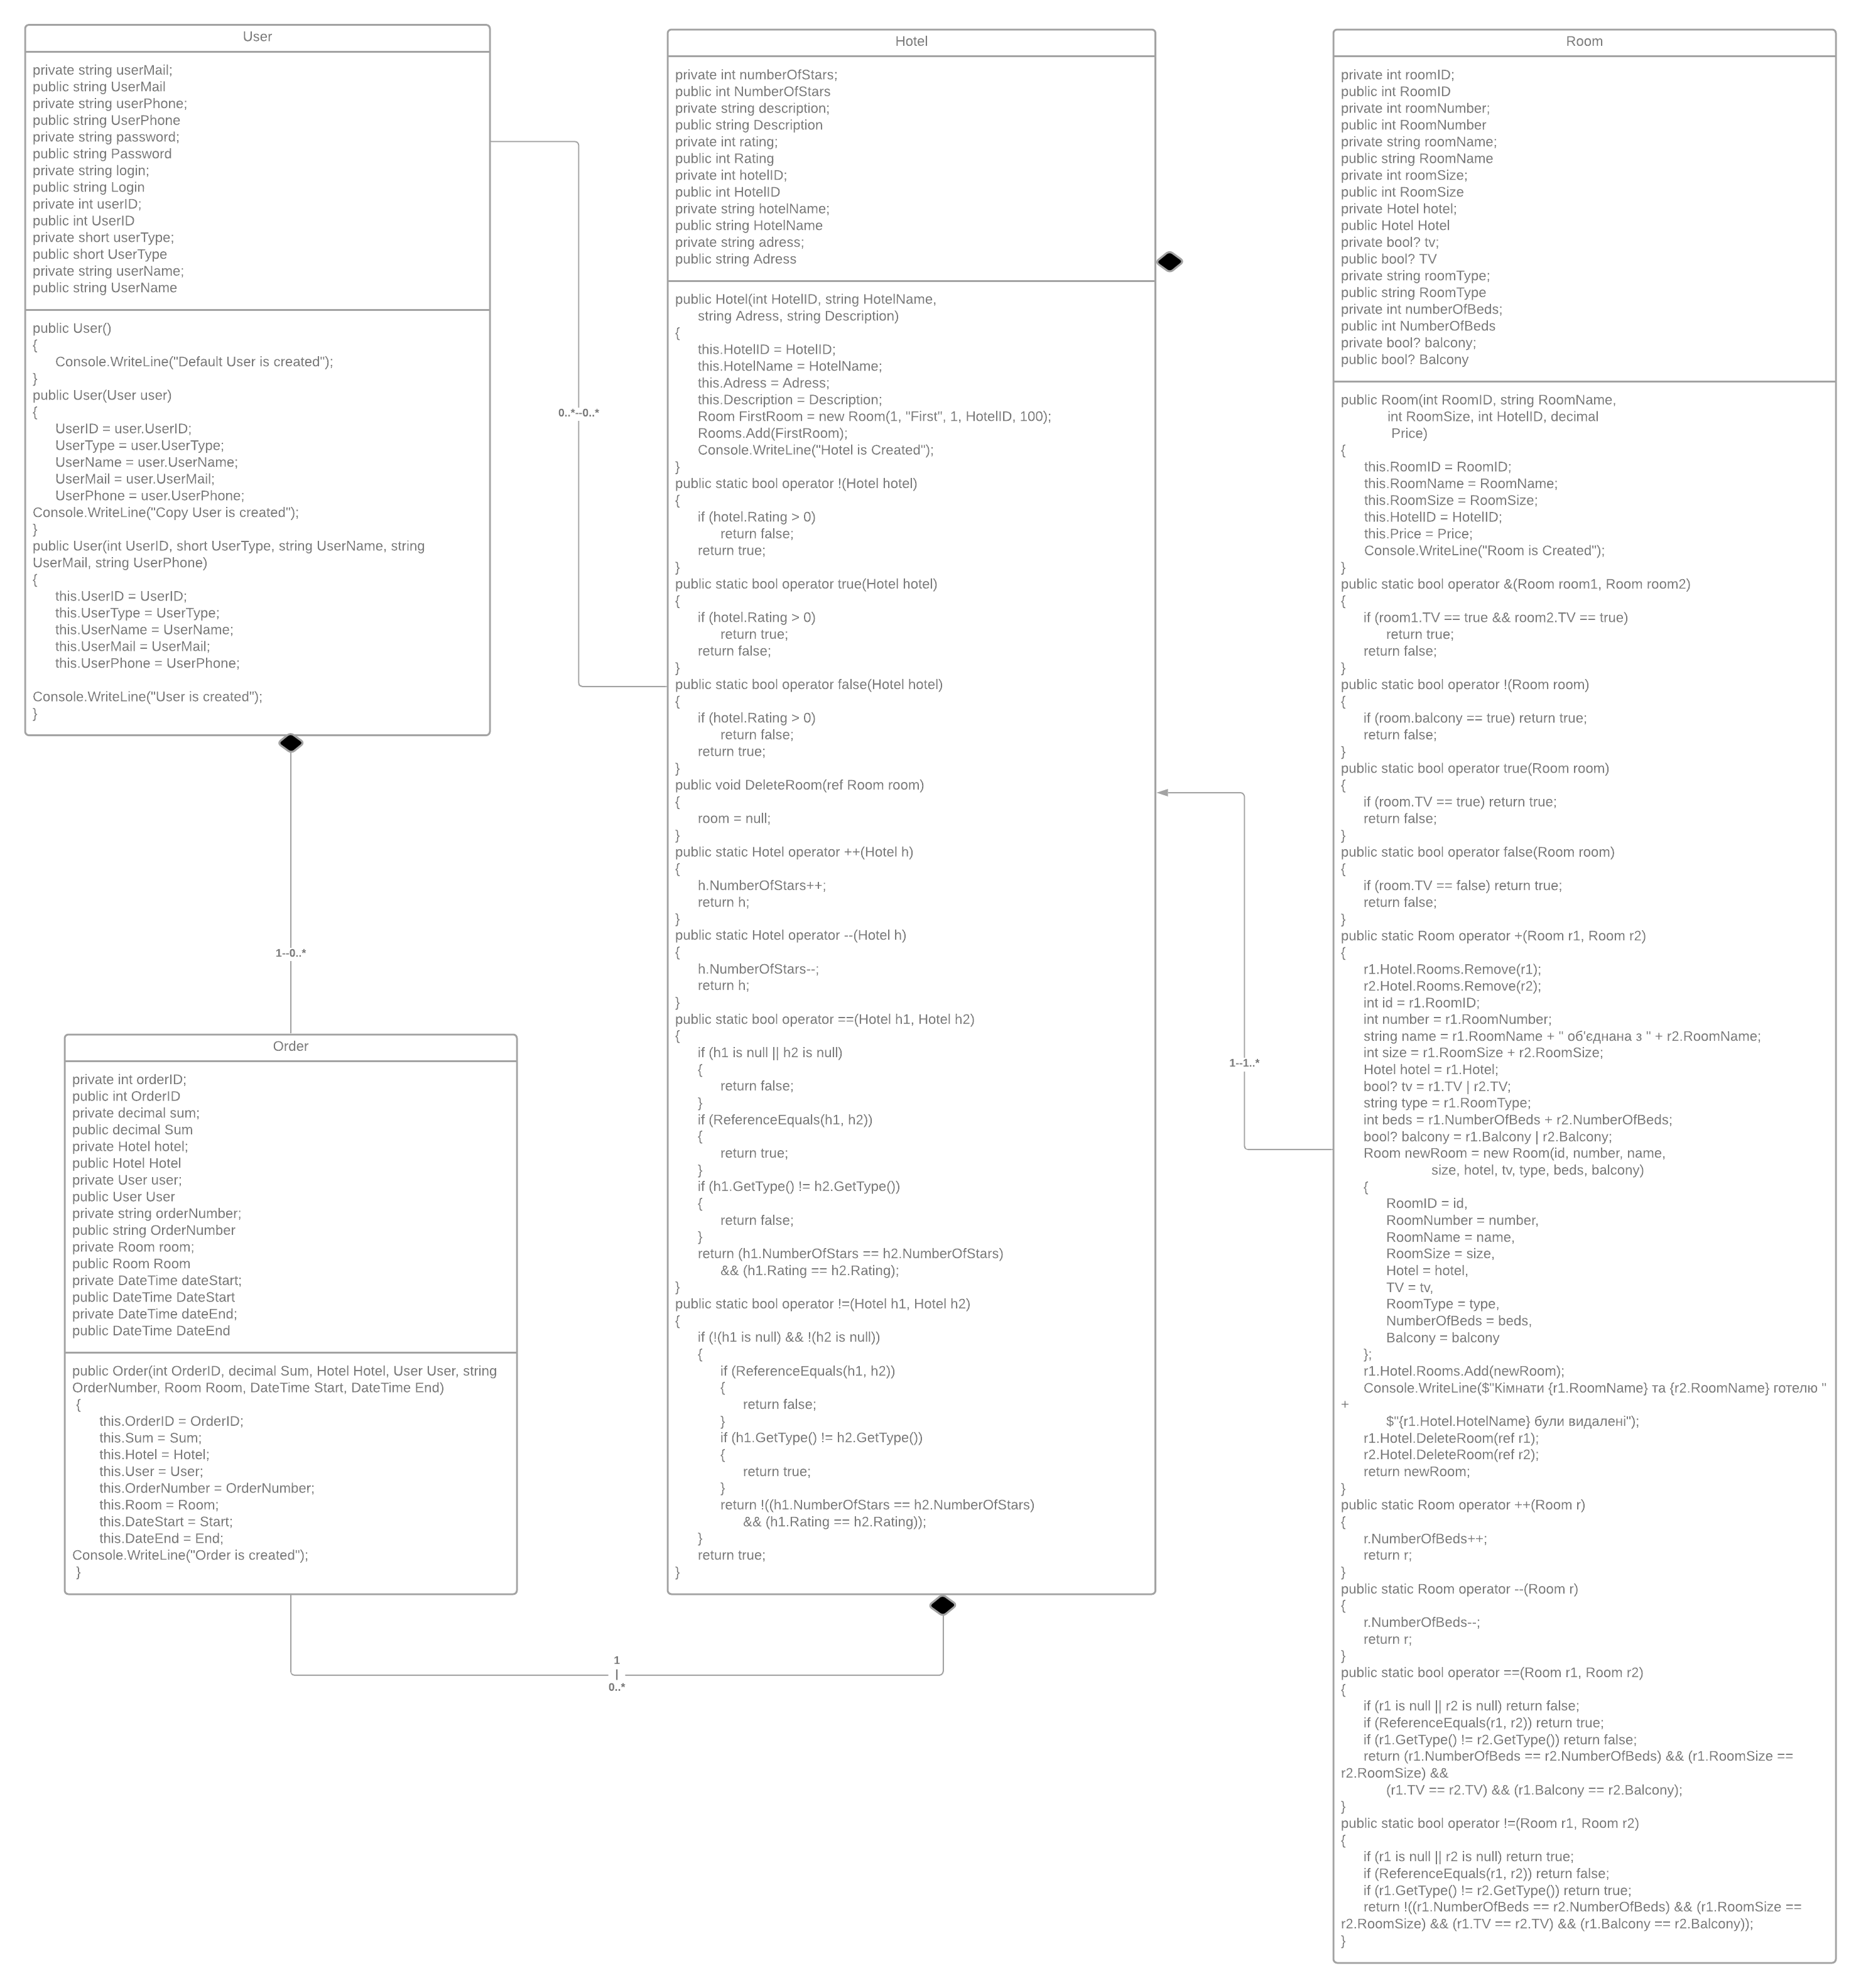 User
private string userMail;
public string UserMail
private string userPhone;
public string UserPhone
private string password;
public string Password
private string login;
public string Login
private int userID;
public int UserID
private short userType;
public short UserType
private string userName;
public string UserName
public User()
{
Console.WriteLine("Default User is created");
}
public User(User user)
{
UserID = user.UserID;
UserType = user.UserType;
UserName = user.UserName;
UserMail = user.UserMail;
UserPhone = user.UserPhone;
Console.WriteLine("Copy User is created");
}
public User(int UserID, short UserType, string UserName, string
UserMail, string UserPhone)
{
this.UserID = UserID;
this.UserType = UserType;
this.UserName = UserName;
this.UserMail = UserMail;
this.UserPhone = UserPhone;
Console.WriteLine("User is created");
}
1--0..*
Order
private int orderID;
public int OrderID
private decimal sum;
public decimal Sum
private Hotel hotel;
public Hotel Hotel
private User user;
public User User
private string orderNumber;
public string OrderNumber
private Room room;
public Room Room
private DateTime dateStart;
public DateTime DateStart
private DateTime dateEnd;
public DateTime DateEnd
public Order(int OrderID, decimal Sum, Hotel Hotel, User User, string
OrderNumber, Room Room, DateTime Start, DateTime End)
{
this.OrderID = OrderID;
this.Sum = Sum;
this.Hotel = Hotel;
this.User = User;
this.OrderNumber = OrderNumber;
this.Room = Room;
this.DateStart = Start;
this.DateEnd = End;
Console.WriteLine("Order is created");
}
0..*--0..*
1
|
0..*
Hotel
private int numberOfStars;
public int NumberOfStars
private string description;
public string Description
private int rating;
public int Rating
private int hotelID;
public int HotelID
private string hotelName;
public string HotelName
private string adress;
public string Adress
public Hotel(int HotelID, string HotelName,
string Adress, string Description)
{
this.HotelID = HotelID;
this.HotelName = HotelName;
this.Adress = Adress;
this.Description = Description;
Room FirstRoom = new Room(1, "First", 1, HotelID, 100);
Rooms.Add(FirstRoom);
Console.WriteLine("Hotel is Created");
}
public static bool operator !(Hotel hotel)
{
if (hotel.Rating > 0)
return false;
return true;
}
public static bool operator true(Hotel hotel)
{
if (hotel.Rating > 0)
return true;
return false;
}
public static bool operator false(Hotel hotel)
{
if (hotel.Rating > 0)
return false;
return true;
}
public void DeleteRoom(ref Room room)
{
room = null;
}
public static Hotel operator ++(Hotel h)
{
h.NumberOfStars++;
return h;
}
public static Hotel operator --(Hotel h)
{
h.NumberOfStars--;
return h;
}
public static bool operator ==(Hotel h1, Hotel h2)
{
if (h1 is null || h2 is null)
{
return false;
}
if (ReferenceEquals(h1, h2))
{
return true;
}
if (h1.GetType() != h2.GetType())
{
return false;
}
return (h1.NumberOfStars == h2.NumberOfStars)
&& (h1.Rating == h2.Rating);
}
public static bool operator !=(Hotel h1, Hotel h2)
{
if (!(h1 is null) && !(h2 is null))
{
if (ReferenceEquals(h1, h2))
{
return false;
}
if (h1.GetType() != h2.GetType())
{
return true;
}
return !((h1.NumberOfStars == h2.NumberOfStars)
&& (h1.Rating == h2.Rating));
}
return true;
}
1--1..*
Room
private int roomID;
public int RoomID
private int roomNumber;
public int RoomNumber
private string roomName;
public string RoomName
private int roomSize;
public int RoomSize
private Hotel hotel;
public Hotel Hotel
private bool? tv;
public bool? TV
private string roomType;
public string RoomType
private int numberOfBeds;
public int NumberOfBeds
private bool? balcony;
public bool? Balcony
public Room(int RoomID, string RoomName,
int RoomSize, int HotelID, decimal
Price)
{
this.RoomID = RoomID;
this.RoomName = RoomName;
this.RoomSize = RoomSize;
this.HotelID = HotelID;
this.Price = Price;
Console.WriteLine("Room is Created");
}
public static bool operator &(Room room1, Room room2)
{
if (room1.TV == true && room2.TV == true)
return true;
return false;
}
public static bool operator !(Room room)
{
if (room.balcony == true) return true;
return false;
}
public static bool operator true(Room room)
{
if (room.TV == true) return true;
return false;
}
public static bool operator false(Room room)
{
if (room.TV == false) return true;
return false;
}
public static Room operator +(Room r1, Room r2)
{
r1.Hotel.Rooms.Remove(r1);
r2.Hotel.Rooms.Remove(r2);
int id = r1.RoomID;
int number = r1.RoomNumber;
string name = r1.RoomName + " об'єднана з " + r2.RoomName;
int size = r1.RoomSize + r2.RoomSize;
Hotel hotel = r1.Hotel;
bool? tv = r1.TV | r2.TV;
string type = r1.RoomType;
int beds = r1.NumberOfBeds + r2.NumberOfBeds;
bool? balcony = r1.Balcony | r2.Balcony;
Room newRoom = new Room(id, number, name,
size, hotel, tv, type, beds, balcony)
{
RoomID = id,
RoomNumber = number,
RoomName = name,
RoomSize = size,
Hotel = hotel,
TV = tv,
RoomType = type,
NumberOfBeds = beds,
Balcony = balcony
};
r1.Hotel.Rooms.Add(newRoom);
Console.WriteLine($"Кімнати {r1.RoomName} та {r2.RoomName} готелю "
+
$"{r1.Hotel.HotelName} були видалені");
r1.Hotel.DeleteRoom(ref r1);
r2.Hotel.DeleteRoom(ref r2);
return newRoom;
}
public static Room operator ++(Room r)
{
r.NumberOfBeds++;
return r;
}
public static Room operator --(Room r)
{
r.NumberOfBeds--;
return r;
}
public static bool operator ==(Room r1, Room r2)
{
if (r1 is null || r2 is null) return false;
if (ReferenceEquals(r1, r2)) return true;
if (r1.GetType() != r2.GetType()) return false;
return (r1.NumberOfBeds == r2.NumberOfBeds) && (r1.RoomSize ==
r2.RoomSize) &&
(r1.TV == r2.TV) && (r1.Balcony == r2.Balcony);
}
public static bool operator !=(Room r1, Room r2)
{
if (r1 is null || r2 is null) return true;
if (ReferenceEquals(r1, r2)) return false;
if (r1.GetType() != r2.GetType()) return true;
return !((r1.NumberOfBeds == r2.NumberOfBeds) && (r1.RoomSize ==
r2.RoomSize) && (r1.TV == r2.TV) && (r1.Balcony == r2.Balcony));
}